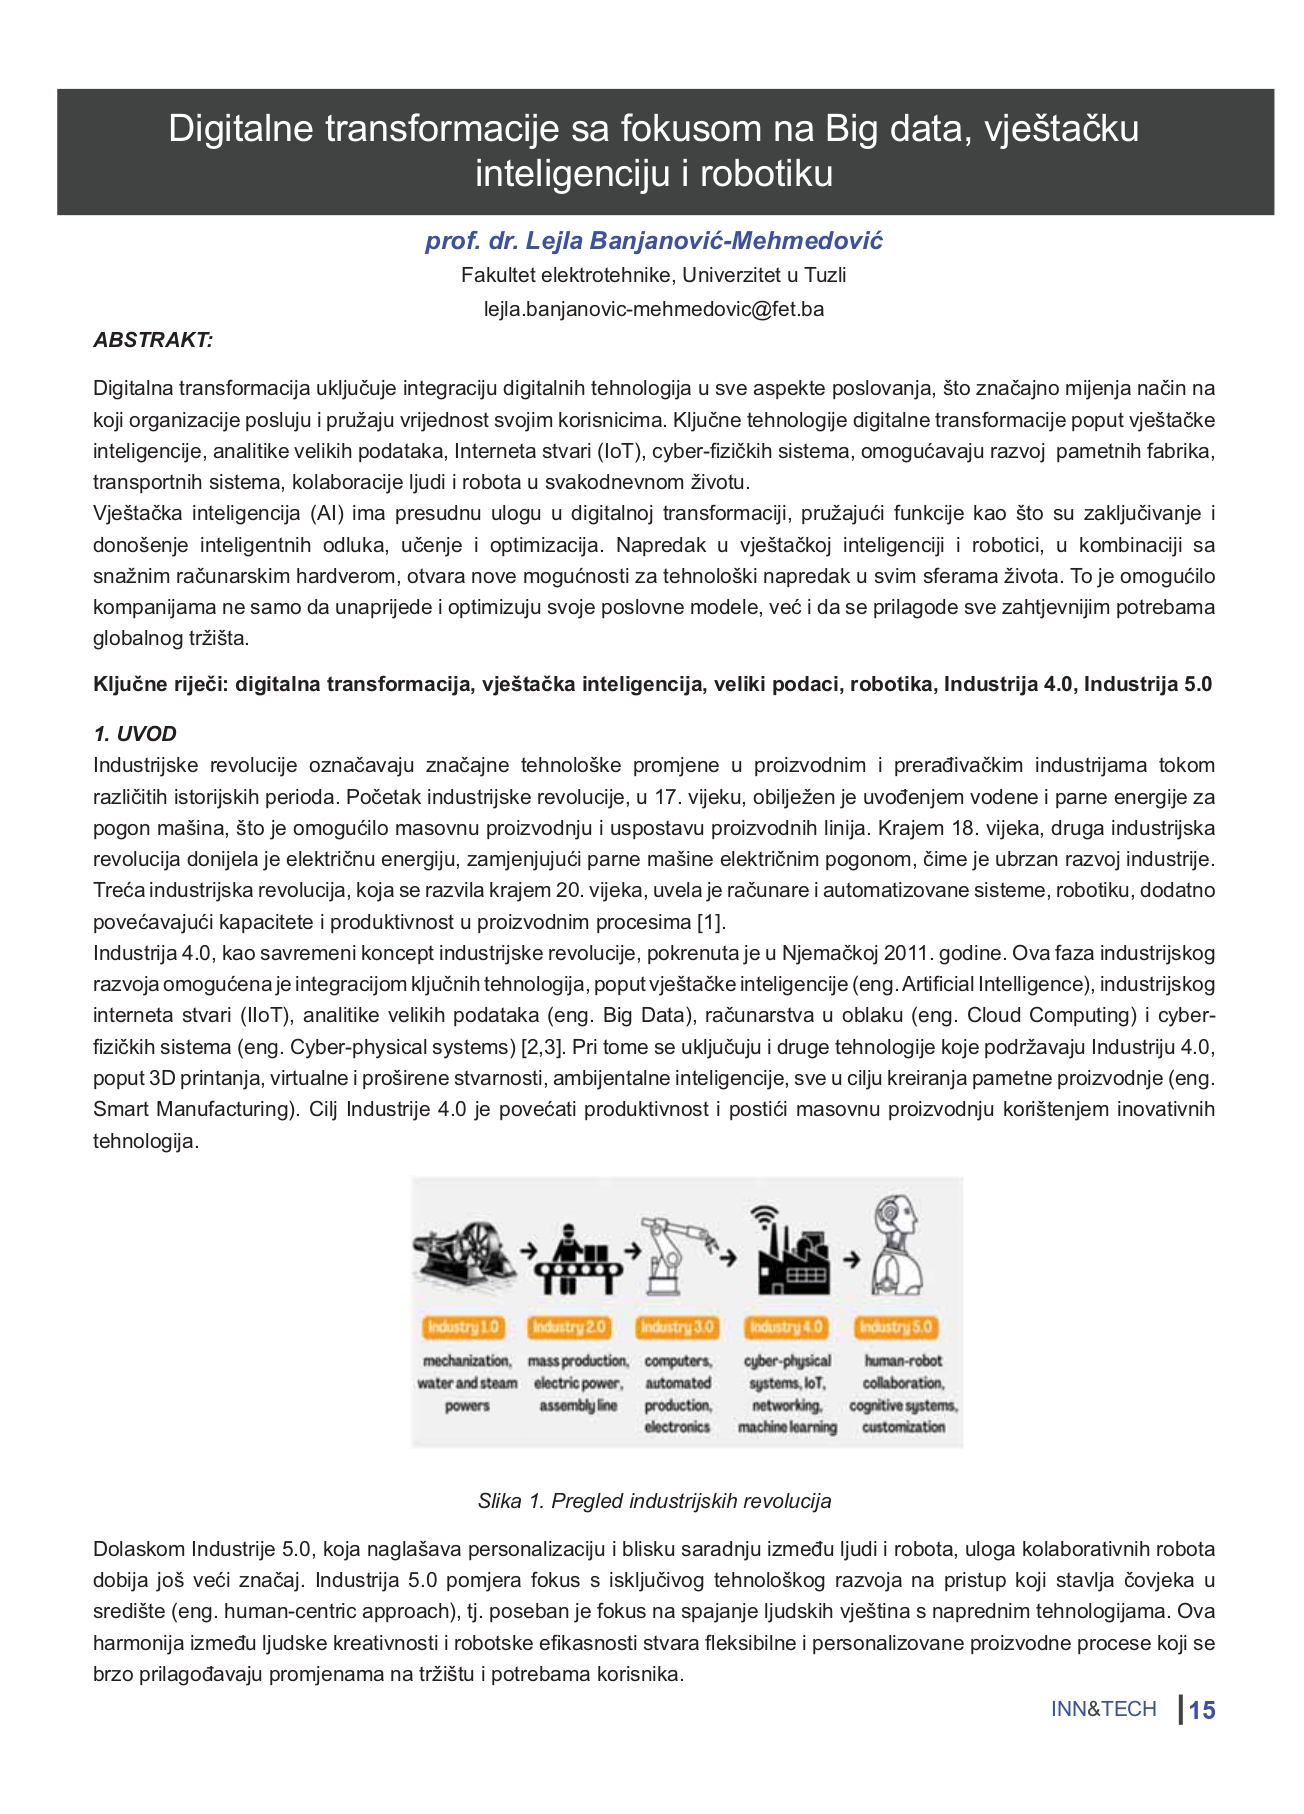 Digitalne transformacije sa fokusom na Big data, vještačku
inteligenciju i robotiku
prof. dr. Lejla Banjanović-Mehmedović
Fakultet elektrotehnike, Univerzitet u Tuzli
lejla.banjanovic-mehmedovic@fet.ba
ABSTRAKT:
Digitalna transformacija uključuje integraciju digitalnih tehnologija u sve aspekte poslovanja, što značajno mijenja način na
koji organizacije posluju i pružaju vrijednost svojim korisnicima. Ključne tehnologije digitalne transformacije poput vještačke
inteligencije, analitike velikih podataka, Interneta stvari (IoT), cyber-fizičkih sistema, omogućavaju razvoj pametnih fabrika,
transportnih sistema, kolaboracije ljudi i robota u svakodnevnom životu.
Vještačka inteligencija (AI) ima presudnu ulogu u digitalnoj transformaciji, pružajući funkcije kao što su zaključivanje i
donošenje inteligentnih odluka, učenje i optimizacija. Napredak u vještačkoj inteligenciji i robotici, u kombinaciji sa
snažnim računarskim hardverom, otvara nove mogućnosti za tehnološki napredak u svim sferama života. To je omogućilo
kompanijama ne samo da unaprijede i optimizuju svoje poslovne modele, već i da se prilagode sve zahtjevnijim potrebama
globalnog tržišta.
Ključne riječi: digitalna transformacija, vještačka inteligencija, veliki podaci, robotika, Industrija 4.0, Industrija 5.0
1. UVOD
Industrijske revolucije označavaju značajne tehnološke promjene u proizvodnim i prerađivačkim industrijama tokom
različitih istorijskih perioda. Početak industrijske revolucije, u 17. vijeku, obilježen je uvođenjem vodene i parne energije za
pogon mašina, što je omogućilo masovnu proizvodnju i uspostavu proizvodnih linija. Krajem 18. vijeka, druga industrijska
revolucija donijela je električnu energiju, zamjenjujući parne mašine električnim pogonom, čime je ubrzan razvoj industrije.
Treća industrijska revolucija, koja se razvila krajem 20. vijeka, uvela je računare i automatizovane sisteme, robotiku, dodatno
povećavajući kapacitete i produktivnost u proizvodnim procesima [1].
Industrija 4.0, kao savremeni koncept industrijske revolucije, pokrenuta je u Njemačkoj 2011. godine. Ova faza industrijskog
razvoja omogućena je integracijom ključnih tehnologija, poput vještačke inteligencije (eng. Artificial Intelligence), industrijskog
interneta stvari (IIoT), analitike velikih podataka (eng. Big Data), računarstva u oblaku (eng. Cloud Computing) i cyber-
fizičkih sistema (eng. Cyber-physical systems) [2,3]. Pri tome se uključuju i druge tehnologije koje podržavaju Industriju 4.0,
poput 3D printanja, virtualne i proširene stvarnosti, ambijentalne inteligencije, sve u cilju kreiranja pametne proizvodnje (eng.
Smart Manufacturing). Cilj Industrije 4.0 je povećati produktivnost i postići masovnu proizvodnju korištenjem inovativnih
tehnologija.
Industry 1.0 Industry 2.0 Industry 3.0 Industry 4.0 Industry 5.0
mechanization, mass production, computers, cyber-physical human-robot
water and steam electric power, automated systems, IoT, collaboration,
powers assembly line production, networking, cognitive systems,
electronics machine learning customization
Slika 1. Pregled industrijskih revolucija
Dolaskom Industrije 5.0, koja naglašava personalizaciju i blisku saradnju između ljudi i robota, uloga kolaborativnih robota
dobija još veći značaj. Industrija 5.0 pomjera fokus s isključivog tehnološkog razvoja na pristup koji stavlja čovjeka u
središte (eng. human-centric approach), tj. poseban je fokus na spajanje ljudskih vještina s naprednim tehnologijama. Ova
harmonija između ljudske kreativnosti i robotske efikasnosti stvara fleksibilne i personalizovane proizvodne procese koji se
brzo prilagođavaju promjenama na tržištu i potrebama korisnika.
INN&TECH 15